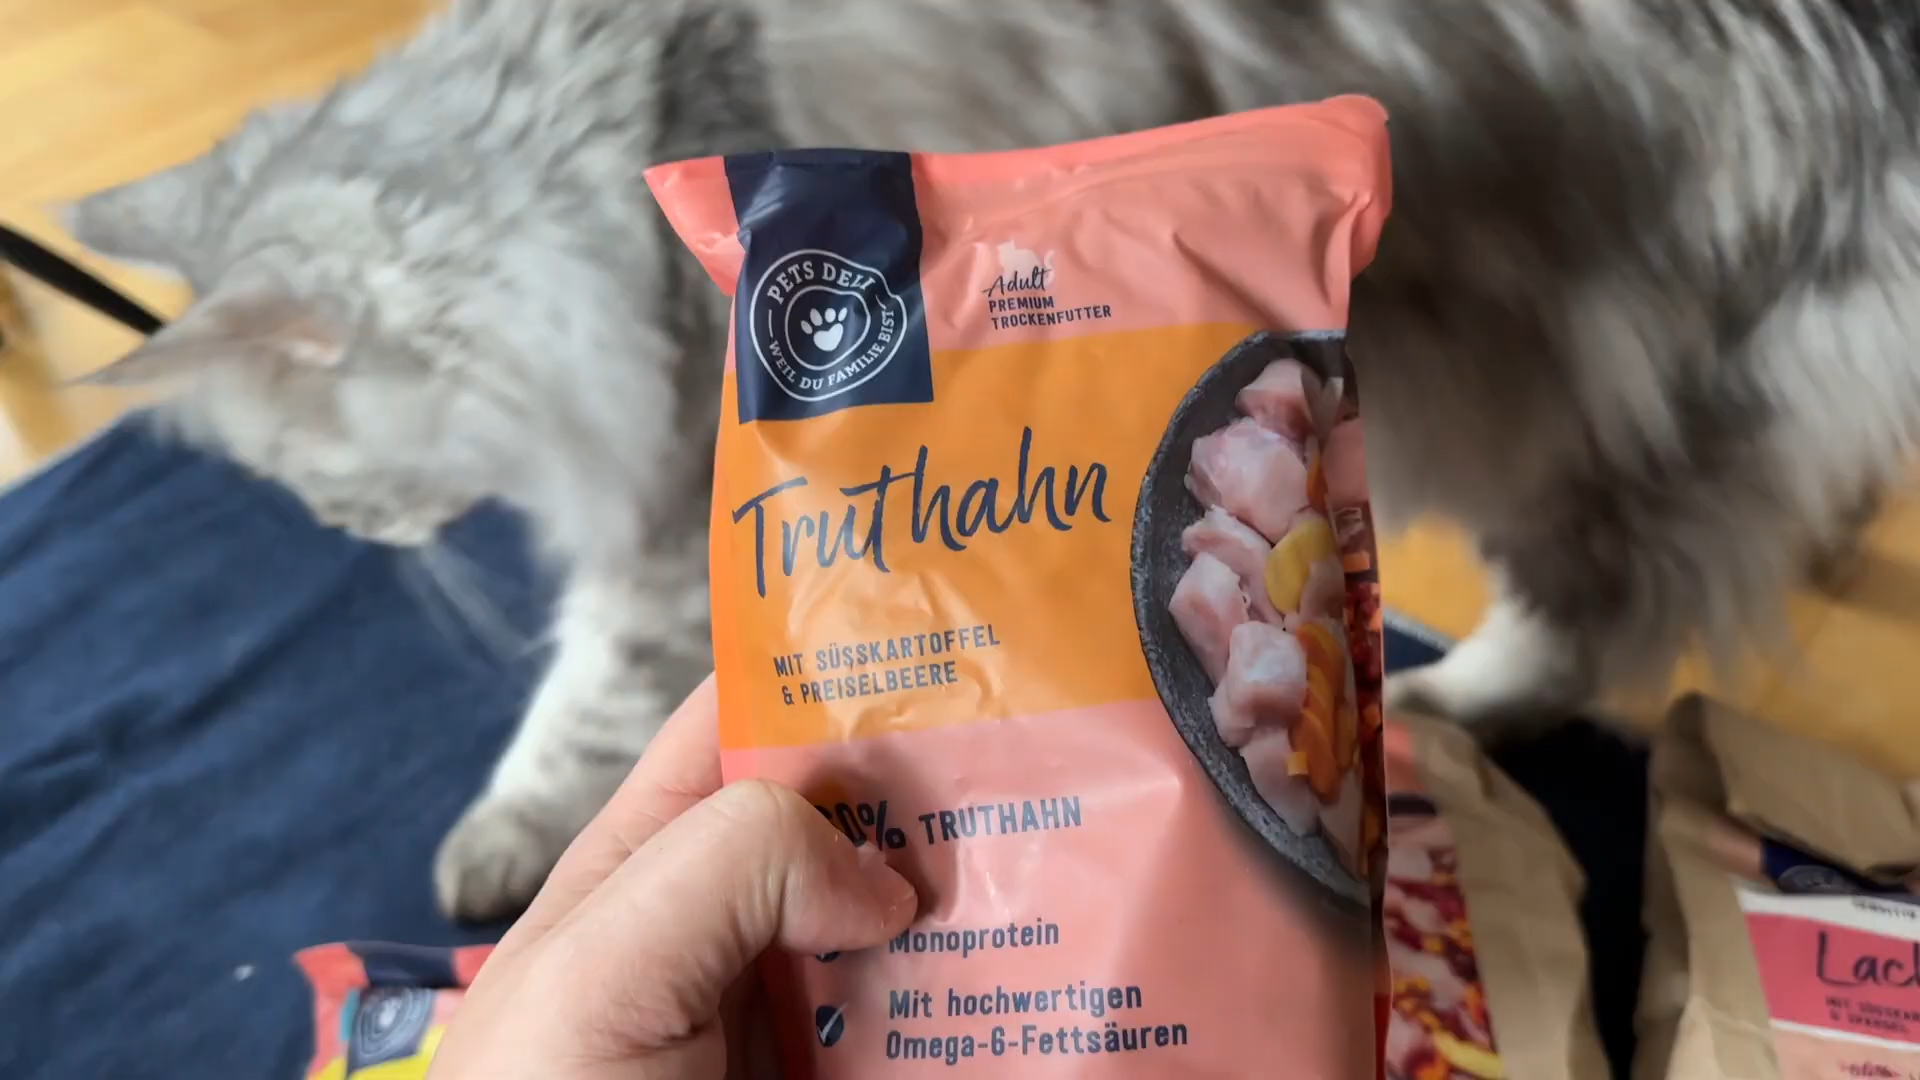 PETS DELI
WEIL DU FAMILIE BIST
Adult
PREMIUM
TROCKENFUTTER
Truthahn
MIT SÜSSKARTOFFEL
& PREISELBEERE
TRUTHAHN
Monoprotein
Mit hochwertigen
Omega-6-Fettsäuren